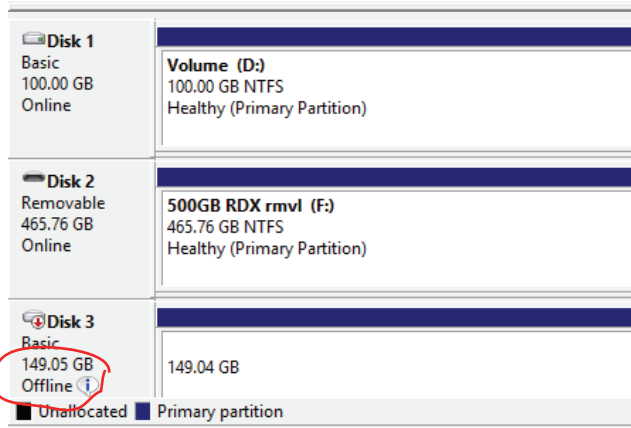 Disk 1
Basic
100.00 GB
Online
Volume (D:)
100.00 GB NTFS
Healthy (Primary Partition)
Disk 2
Removable
465.76 GB
Online
500GB RDX rmvl (F:)
465.76 GB NTFS
Healthy (Primary Partition)
Disk 3
Basic
149.05 GB
Offline
149.04 GB
Unallocated Primary partition